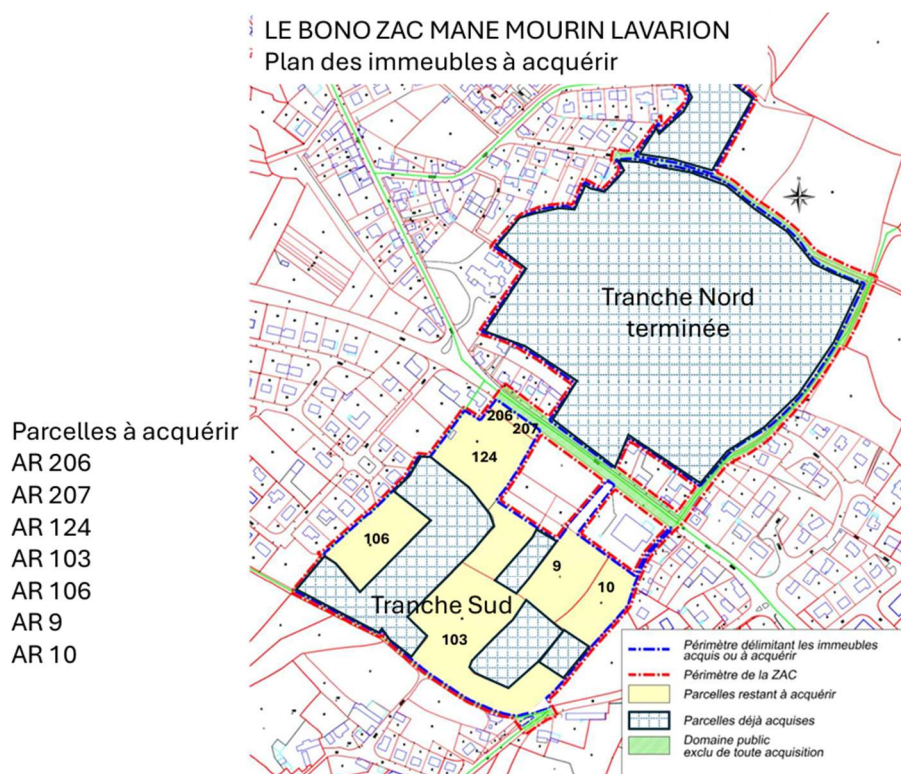 LE BONO ZAC MANE MOURIN LAVARION
Plan des immeubles à acquérir
Tranche Nord
terminée
Parcelles à acquérir
AR 206
AR 207
AR 124
AR 103
AR 106
AR 9
AR 10
206
207
124
106
9
10
Tranche Sud
103
Périmètre délimitant les immeubles
acquis ou à acquérir
Périmètre de la ZAC
Parcelles restant à acquérir
Parcelles déjà acquises
Domaine public
exclu de toute acquisition